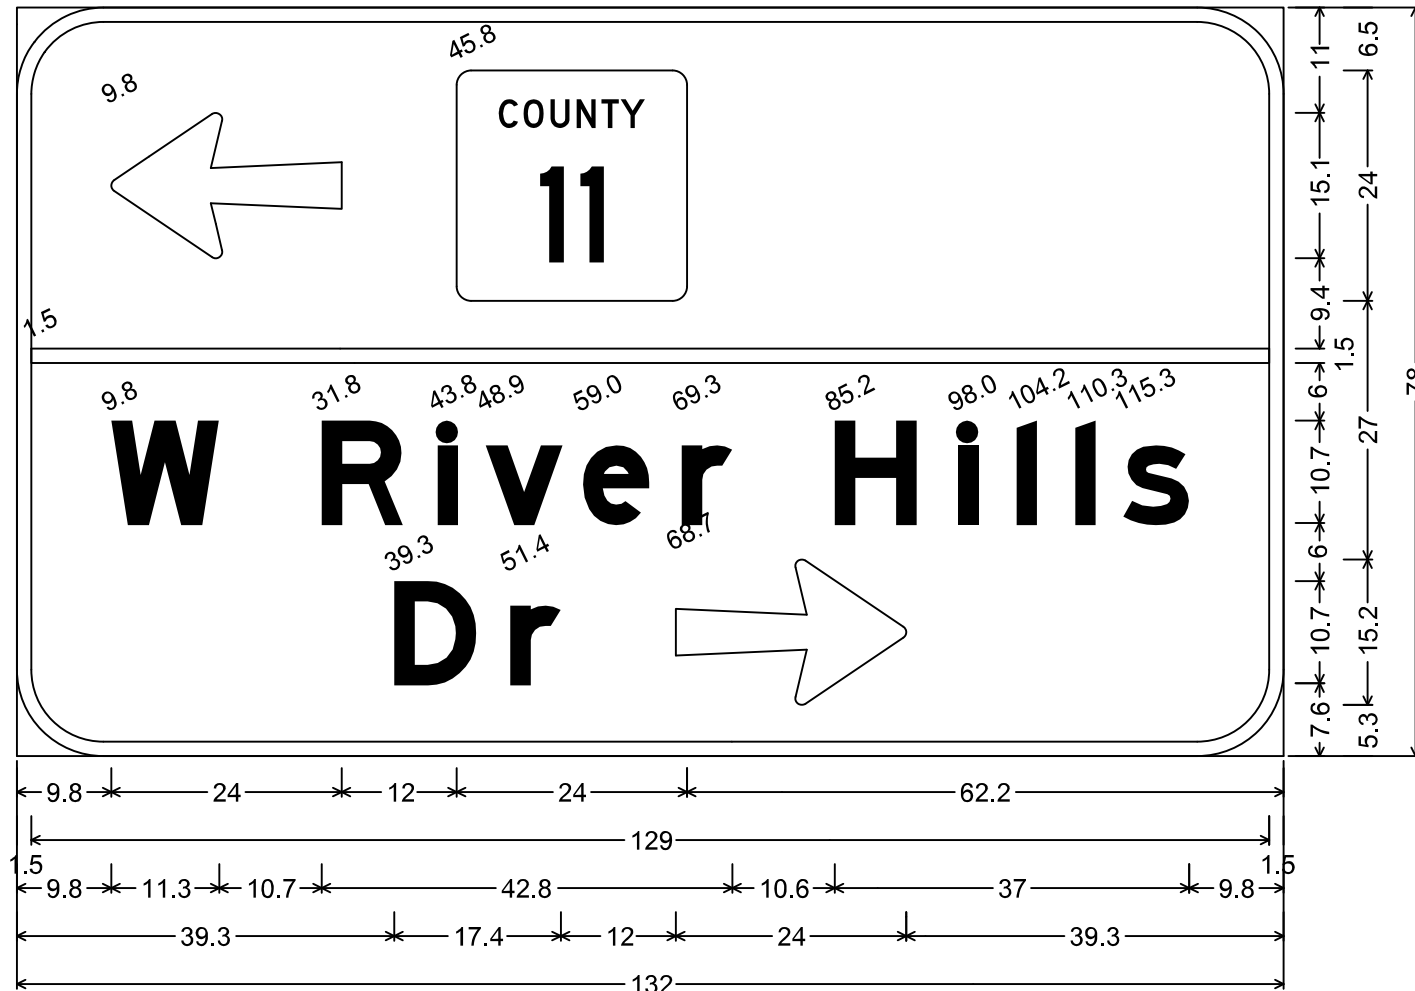 45.8
9.8
COUNTY
11
1.5
9.8 31.8 43.8 48.9 59.0 69.3 85.2 98.0 104.2 110.3 115.3
W River Hills
39.3 51.4 68.7
Dr
11 15.1 9.4 1.5 6 10.7 6 10.7 7.6
6.5 24 27 15.2 5.3
78
9.8 24 12 24 62.2
129
1.5 1.5
9.8 11.3 10.7 42.8 10.6 37 9.8
39.3 17.4 12 24 39.3
132